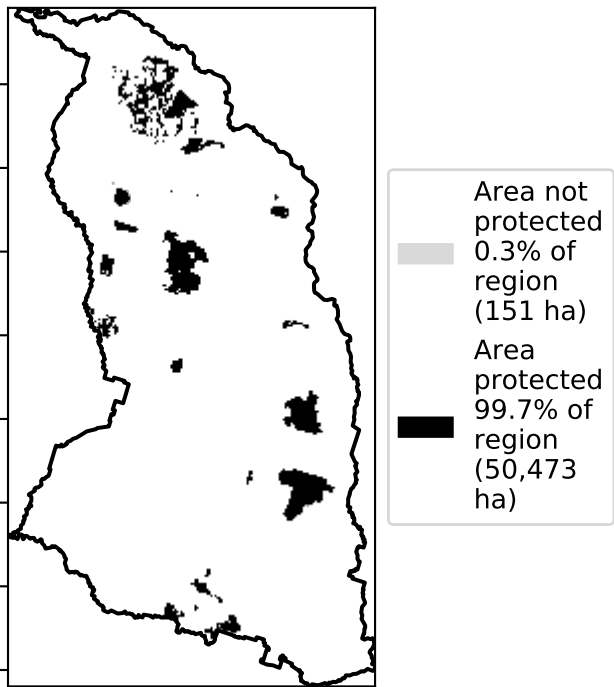 Area not
protected
0.3% of
region
(151 ha)
Area
protected
99.7% of
region
(50,473
ha)